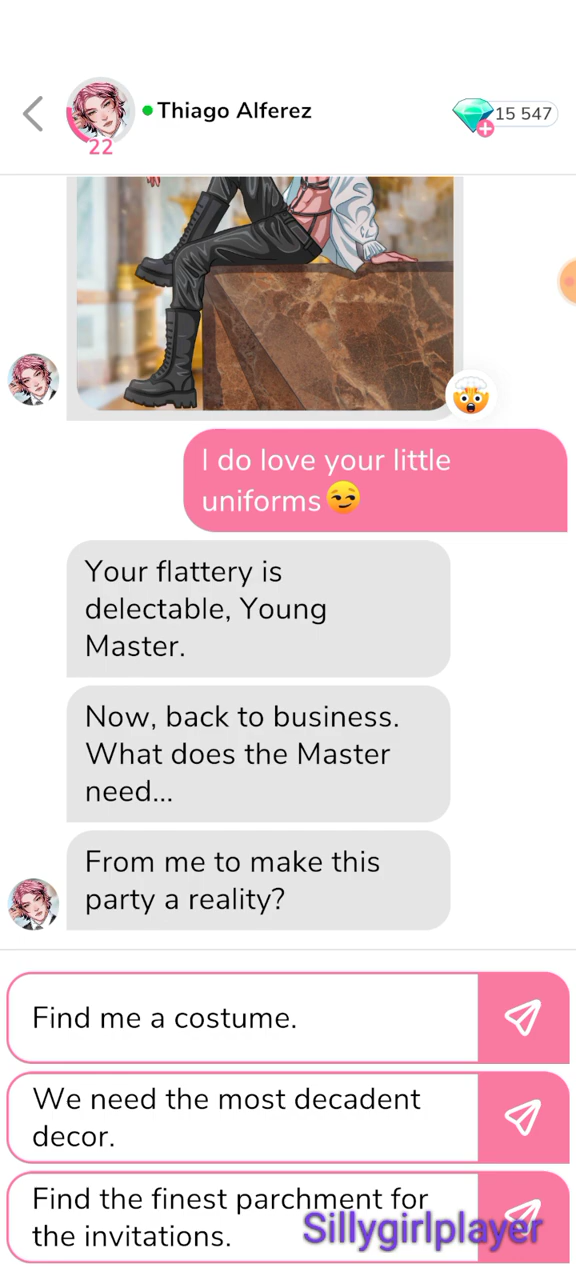 Thiago Alferez
15 547
22
I do love your little
uniforms😏
Your flattery is
delectable, Young
Master.
Now, back to business.
What does the Master
need...
From me to make this
party a reality?
Find me a costume.
We need the most decadent
decor.
Find the finest parchment for
the invitations.
Sillygirlplayer